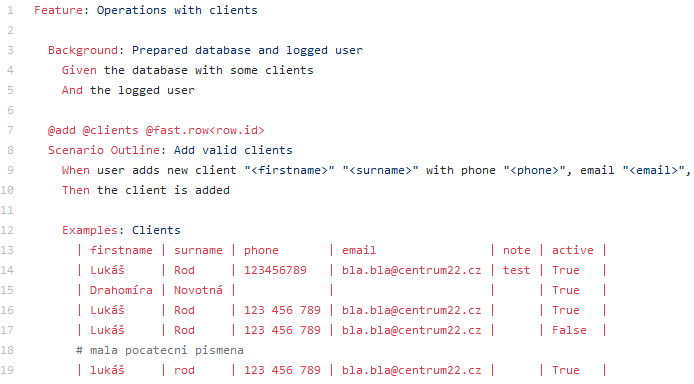 1 Feature: Operations with clients
2
3 Background: Prepared database and logged user
4 Given the database with some clients
5 And the logged user
6
7 @add @clients @fast.row<row.id>
8 Scenario Outline: Add valid clients
9 When user adds new client "<firstname>" "<surname>" with phone "<phone>", email "<email>",
10 Then the client is added
11
12 Examples: Clients
13 | firstname | surname | phone | email | note | active |
14 | Lukáš | Rod | 123456789 | bla.bla@centrum22.cz | test | True |
15 | Drahomíra | Novotná | | | | True |
16 | Lukáš | Rod | 123 456 789 | bla.bla@centrum22.cz | | True |
17 | Lukáš | Rod | 123 456 789 | bla.bla@centrum22.cz | | False |
18 # mala pocatecni pismena
19 | lukáš | rod | 123 456 789 | bla.bla@centrum22.cz | | True |